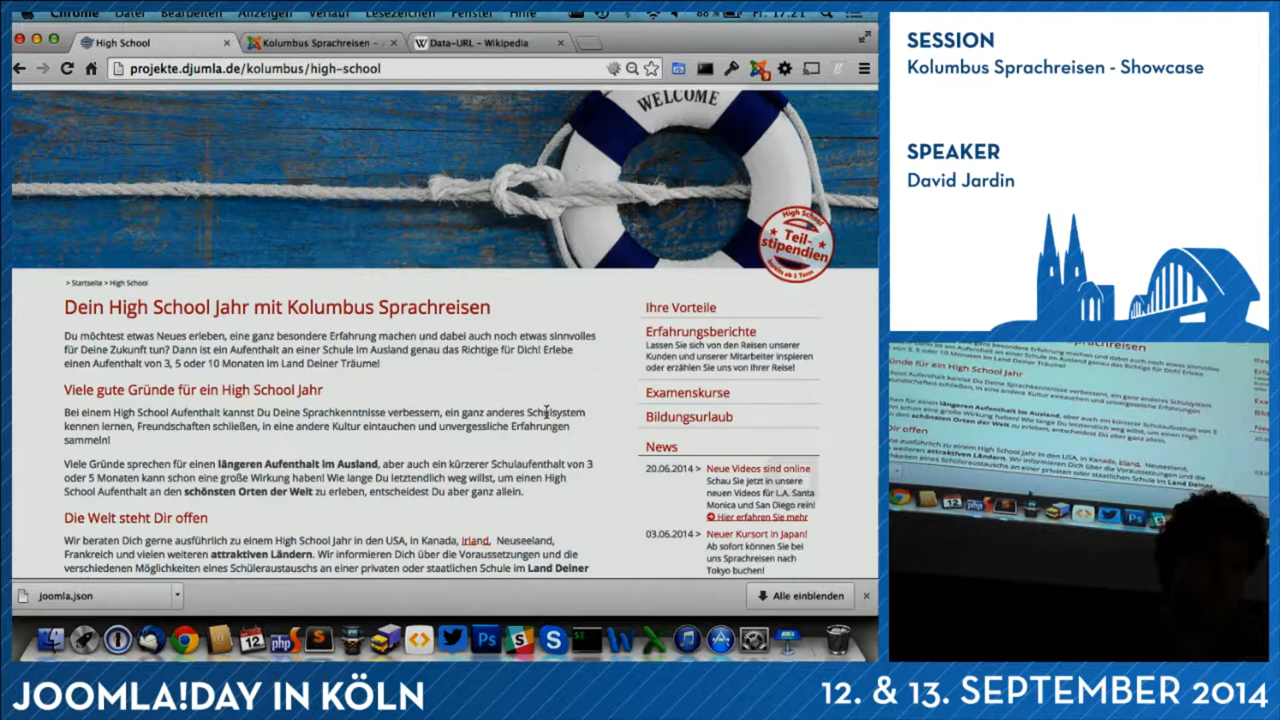 Chrome Datei Bearbeiten Anzeigen Verlauf Lesezeichen Fenster Hilfe
88 % Fr. 17:21
High School
Kolumbus Sprachreisen -
Data-URL - Wikipedia
projekte.djumla.de/kolumbus/high-school
WELCOME
High School
Teil-
stipendien
bereits ab 1 Term
> Startseite > High School
Dein High School Jahr mit Kolumbus Sprachreisen
Du möchtest etwas Neues erleben, eine ganz besondere Erfahrung machen und dabei auch noch etwas sinnvolles
für Deine Zukunft tun? Dann ist ein Aufenthalt an einer Schule im Ausland genau das Richtige für Dich! Erlebe
einen Aufenthalt von 3, 5 oder 10 Monaten im Land Deiner Träume!
Viele gute Gründe für ein High School Jahr
Bei einem High School Aufenthalt kannst Du Deine Sprachkenntnisse verbessern, ein ganz anderes Schulsystem
kennen lernen, Freundschaften schließen, in eine andere Kultur eintauchen und unvergessliche Erfahrungen
sammeln!
Viele Gründe sprechen für einen längeren Aufenthalt im Ausland, aber auch ein kürzerer Schulaufenthalt von 3
oder 5 Monaten kann schon eine große Wirkung haben! Wie lange Du letztendlich weg willst, um einen High
School Aufenthalt an den schönsten Orten der Welt zu erleben, entscheidest Du aber ganz allein.
Die Welt steht Dir offen
Wir beraten Dich gerne ausführlich zu einem High School Jahr in den USA, in Kanada, Irland, Neuseeland,
Frankreich und vielen weiteren attraktiven Ländern. Wir informieren Dich über die Voraussetzungen und die
verschiedenen Möglichkeiten eines Schüleraustauschs an einer privaten oder staatlichen Schule im Land Deiner
Ihre Vorteile
Erfahrungsberichte
Lassen Sie sich von den Reisen unserer
Kunden und unserer Mitarbeiter inspieren
oder erzählen Sie uns von Ihrer Reise!
Examenskurse
Bildungsurlaub
News
20.06.2014 > Neue Videos sind online
Schau Sie jetzt in unsere
neuen Videos für L.A. Santa
Monica und San Diego rein!
Hier erfahren Sie mehr
03.06.2014 > Neuer Kursort in Japan!
Ab sofort können Sie bei
uns Sprachreisen nach
Tokyo buchen!
joomla.json
Alle einblenden
12
php
S
Ps
S
W
SESSION
Kolumbus Sprachreisen - Showcase
SPEAKER
David Jardin
JOOMLA!DAY IN KÖLN
12. & 13. SEPTEMBER 2014